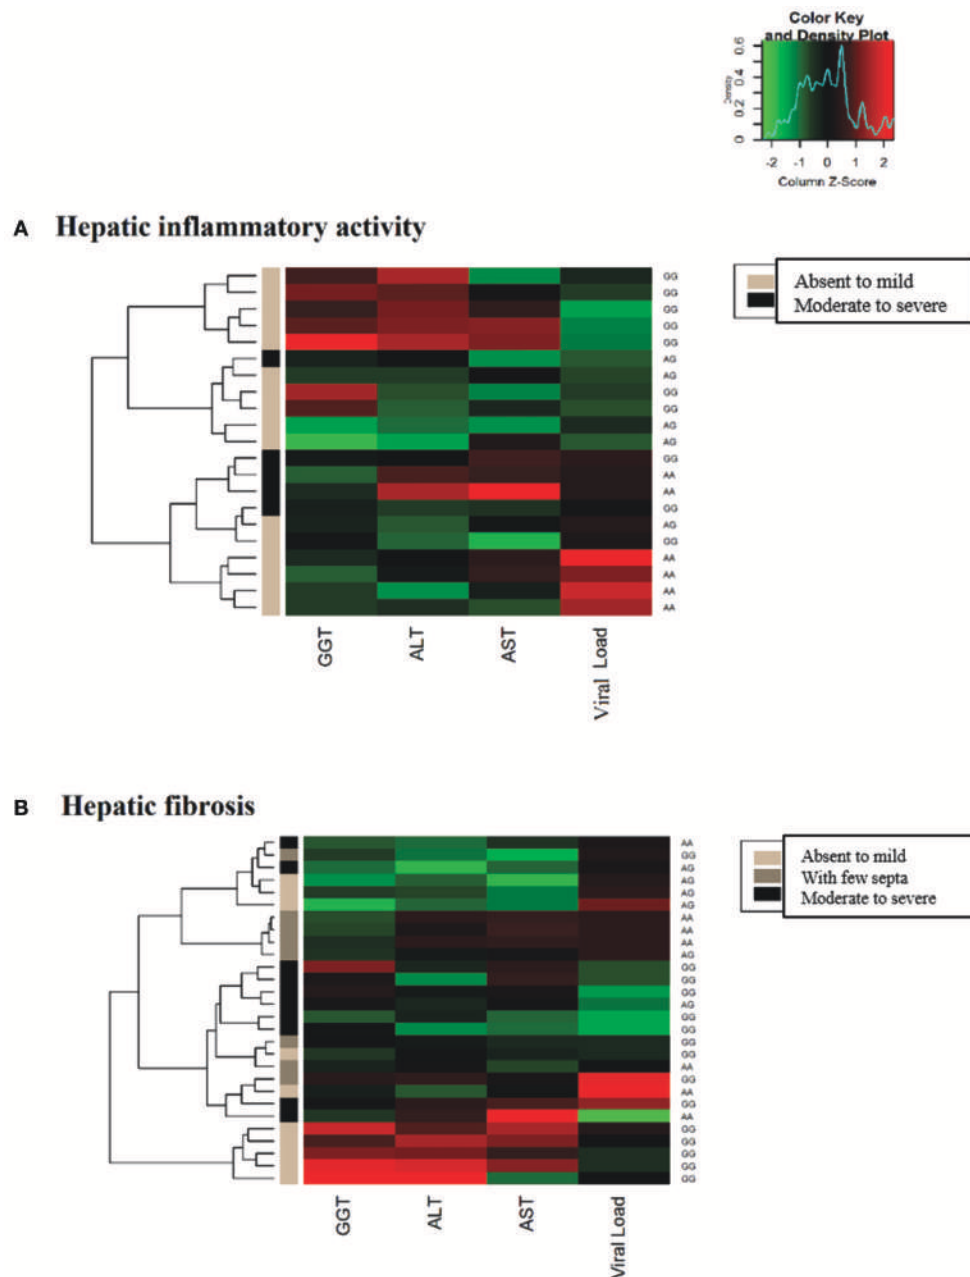 Color Key
and Density Plot
Density
0
0.2
0.4
0.6
-2 -1 0 1 2
Column Z-Score
A Hepatic inflammatory activity
Absent to mild
Moderate to severe
GG
GG
GG
GG
GG
AG
AG
GG
GG
AG
AG
GG
AA
AA
GG
AG
GG
AA
AA
AA
AA
GGT
ALT
AST
Viral Load
B Hepatic fibrosis
Absent to mild
With few septa
Moderate to severe
AA
GG
AG
AG
AG
AG
AA
AA
AA
AG
GG
GG
GG
AG
GG
GG
GG
GG
AA
GG
AA
GG
AA
GG
GG
GG
GG
GG
GGT
ALT
AST
Viral Load